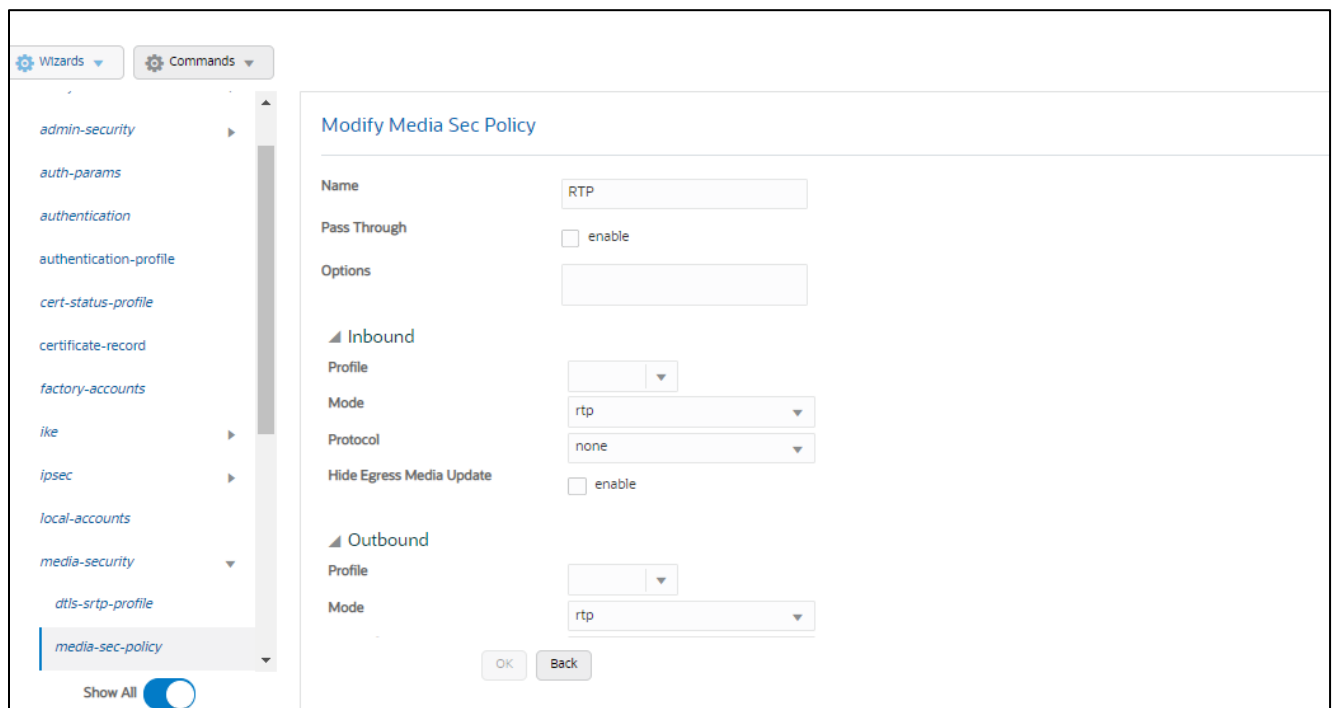 Wizards
Commands
admin-security
auth-params
authentication
authentication-profile
cert-status-profile
certificate-record
factory-accounts
ike
ipsec
local-accounts
media-security
dtls-srtp-profile
media-sec-policy
Show All
Modify Media Sec Policy
Name
RTP
Pass Through
enable
Options
Inbound
Profile
Mode
rtp
Protocol
none
Hide Egress Media Update
enable
Outbound
Profile
Mode
rtp
OK
Back